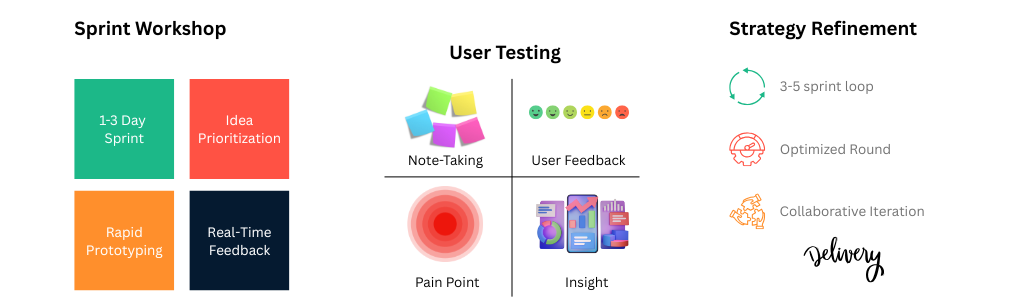 Sprint Workshop
1-3 Day
Sprint
Idea
Prioritization
Rapid
Prototyping
Real-Time
Feedback
User Testing
Note-Taking
User Feedback
Pain Point
Insight
Strategy Refinement
3-5 sprint loop
Optimized Round
Collaborative Iteration
Delivery